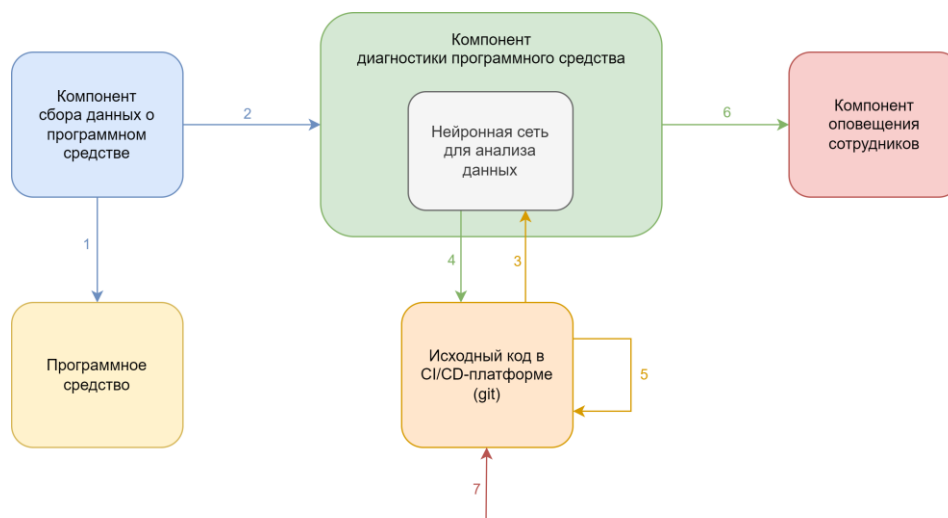 Компонент
диагностики программного средства
Компонент
сбора данных о
программном
средстве
2
Нейронная сеть
для анализа
данных
6
Компонент
оповещения
сотрудников
1
4
3
Программное
средство
Исходный код в
CI/CD-платформе
(git)
5
7